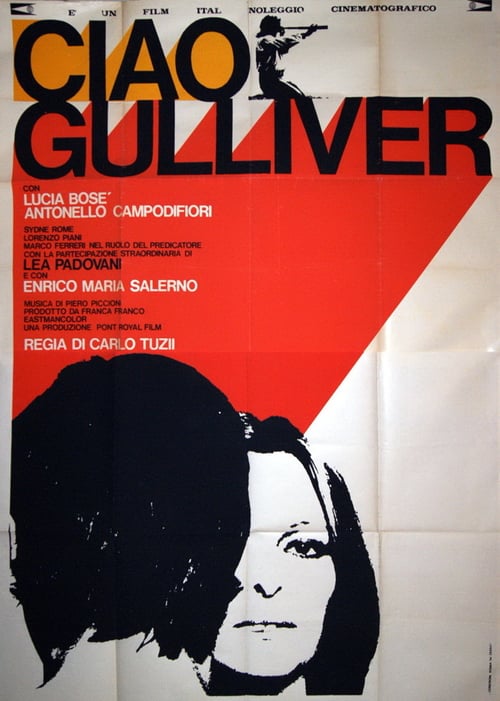 E' UN FILM ITAL NOLEGGIO CINEMATOGRAFICO
CIAO
GULLIVER
CON
LUCIA BOSE'
ANTONELLO CAMPODIFIORI
SYDNE ROME
LORENZO PIANI
MARCO FERRERI NEL RUOLO DEL PREDICATORE
CON LA PARTECIPAZIONE STRAORDINARIA DI
LEA PADOVANI
E CON
ENRICO MARIA SALERNO
MUSICA DI PIERO PICCIONI
PRODOTTO DA FRANCA FRANCO
EASTMANCOLOR
UNA PRODUZIONE PONT ROYAL FILM
REGIA DI CARLO TUZII